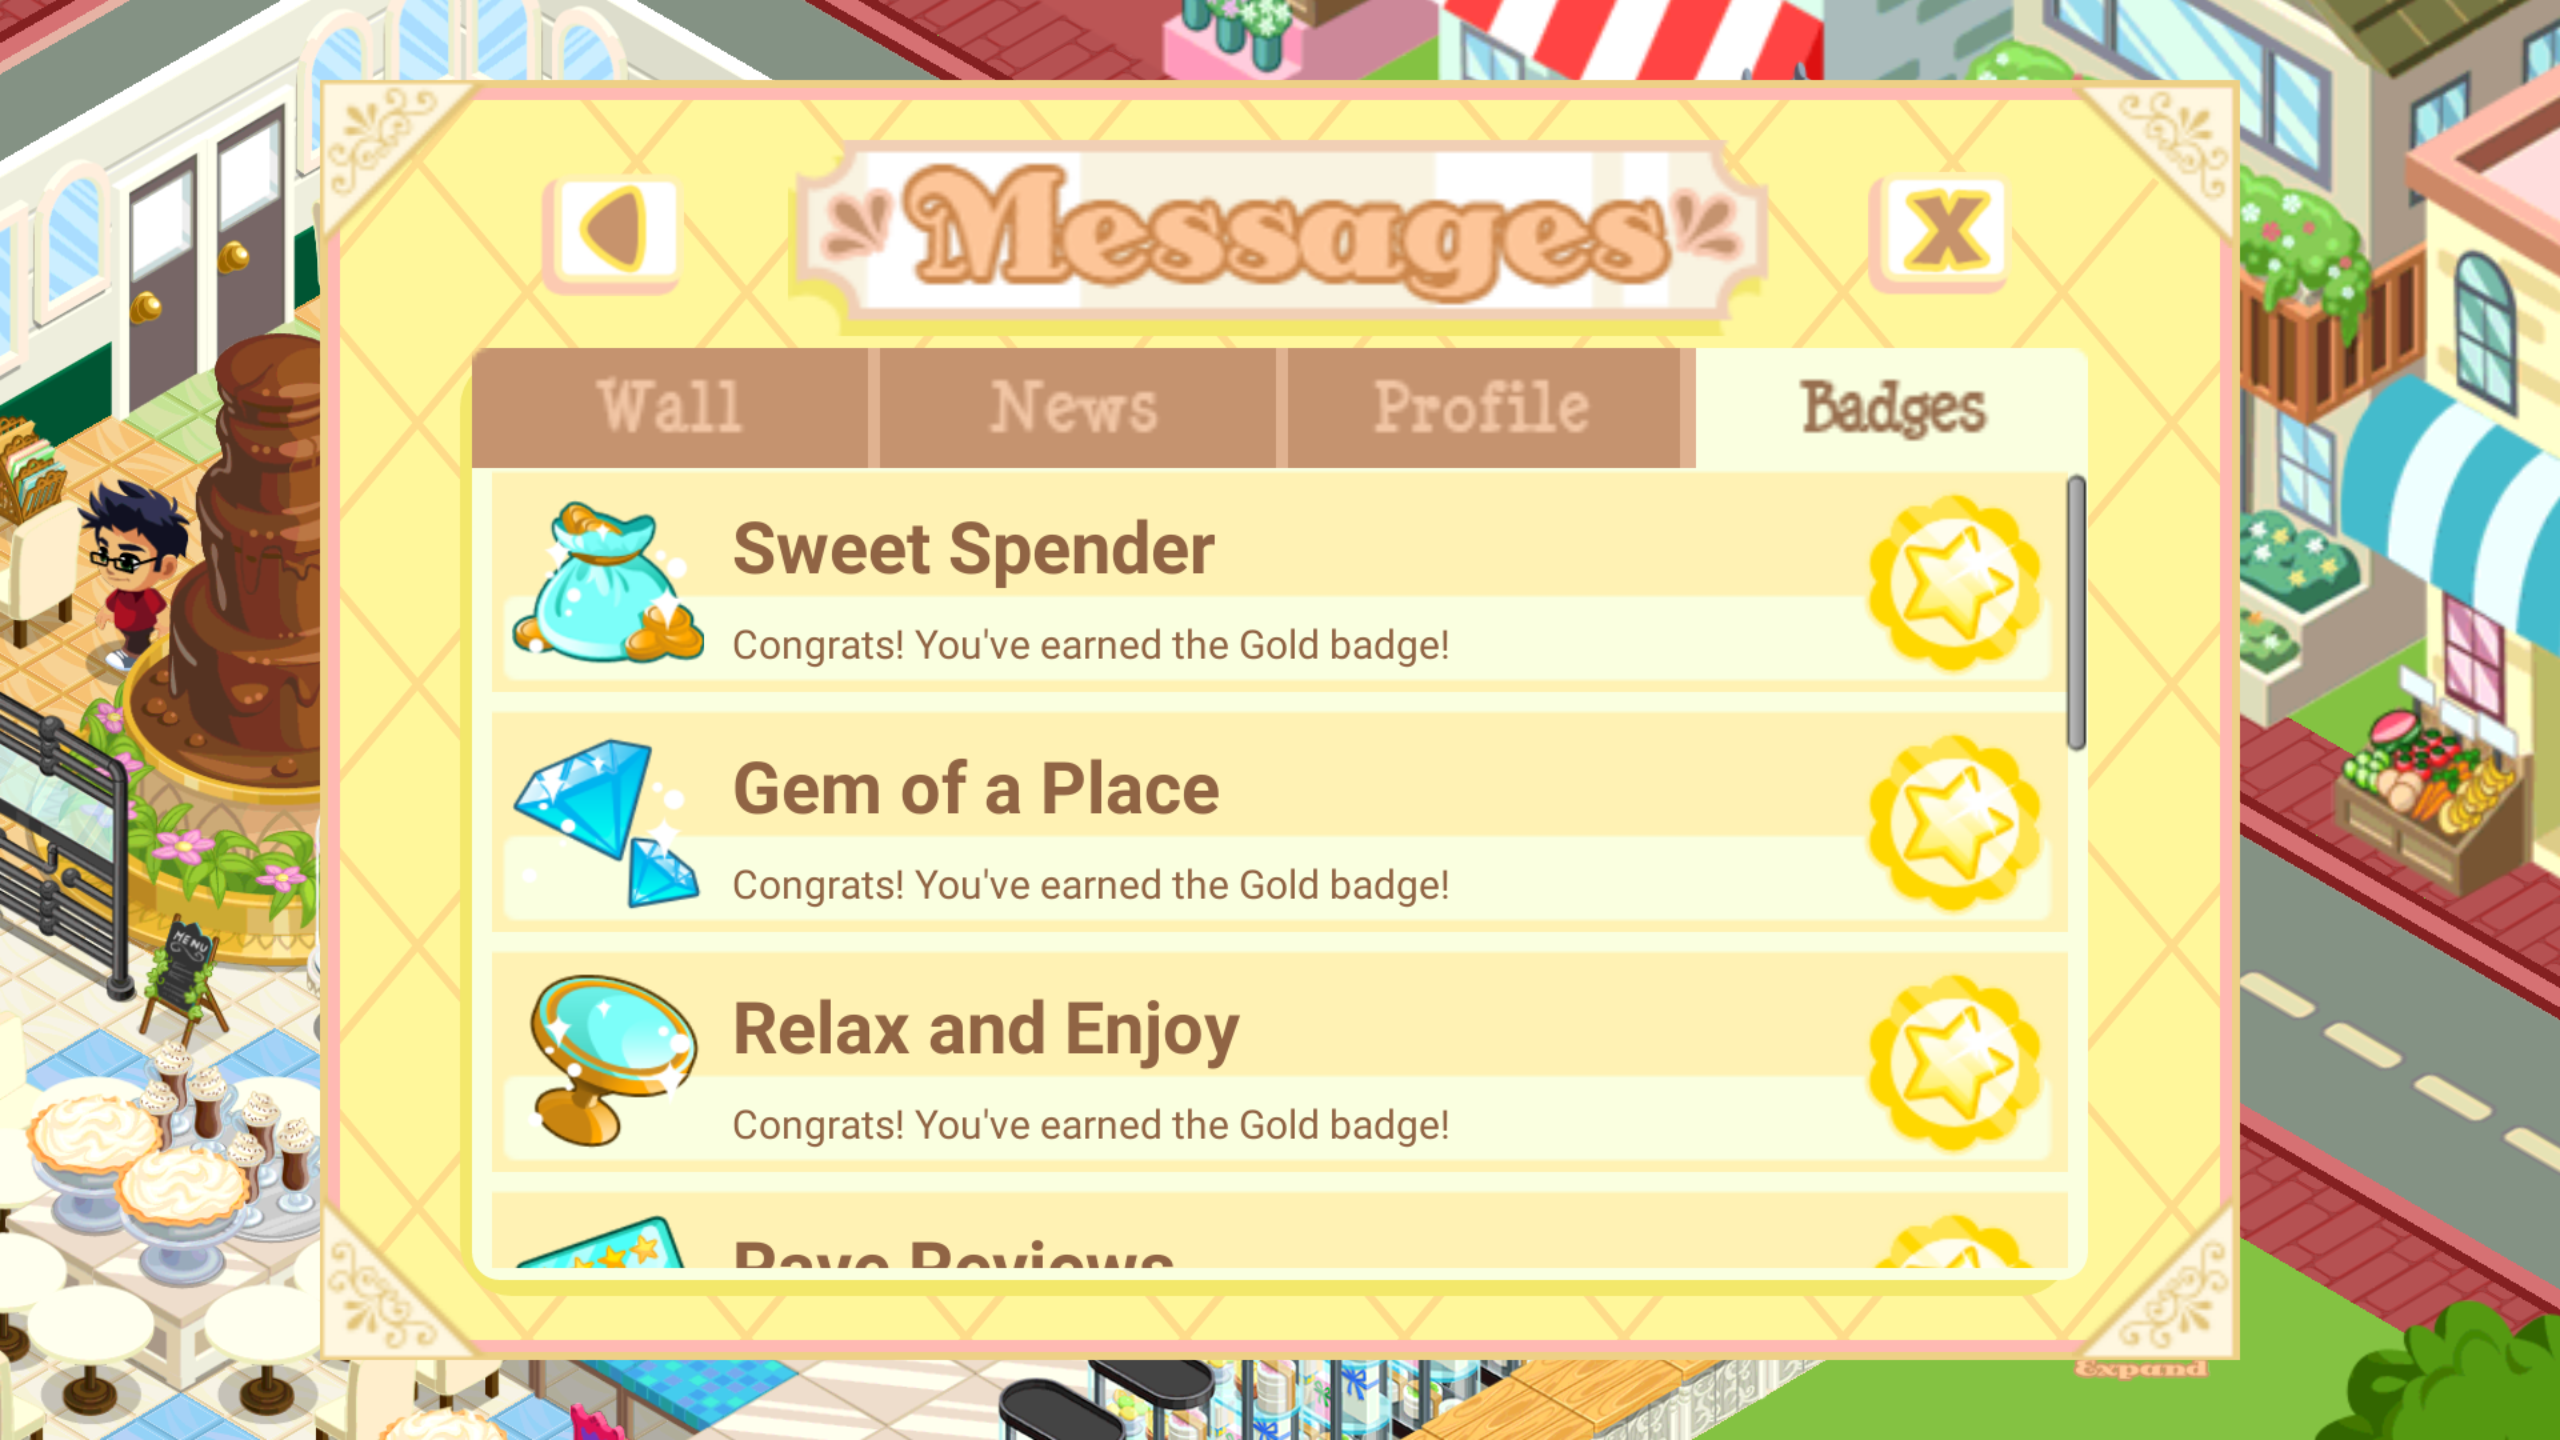 Messages
Wall
News
Profile
Badges
Sweet Spender
Congrats! You've earned the Gold badge!
Gem of a Place
Congrats! You've earned the Gold badge!
Relax and Enjoy
Congrats! You've earned the Gold badge!
Rave Reviews
MENU
Expand